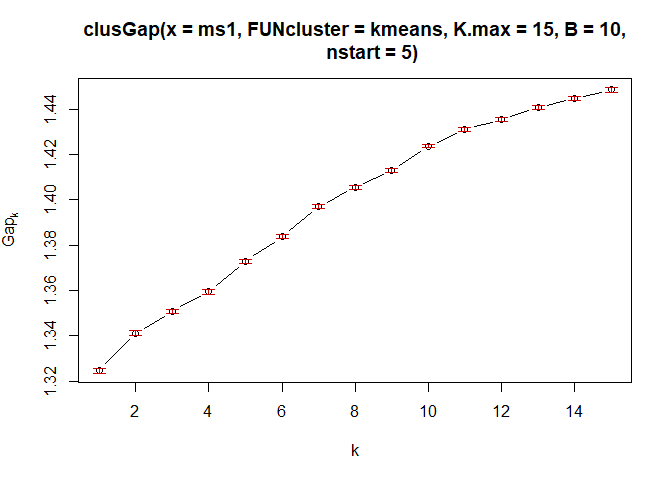 clusGap(x = ms1, FUNcluster = kmeans, K.max = 15, B = 10,
nstart = 5)
Gapk
1.44
1.42
1.40
1.38
1.36
1.34
1.32
2 4 6 8 10 12 14
k